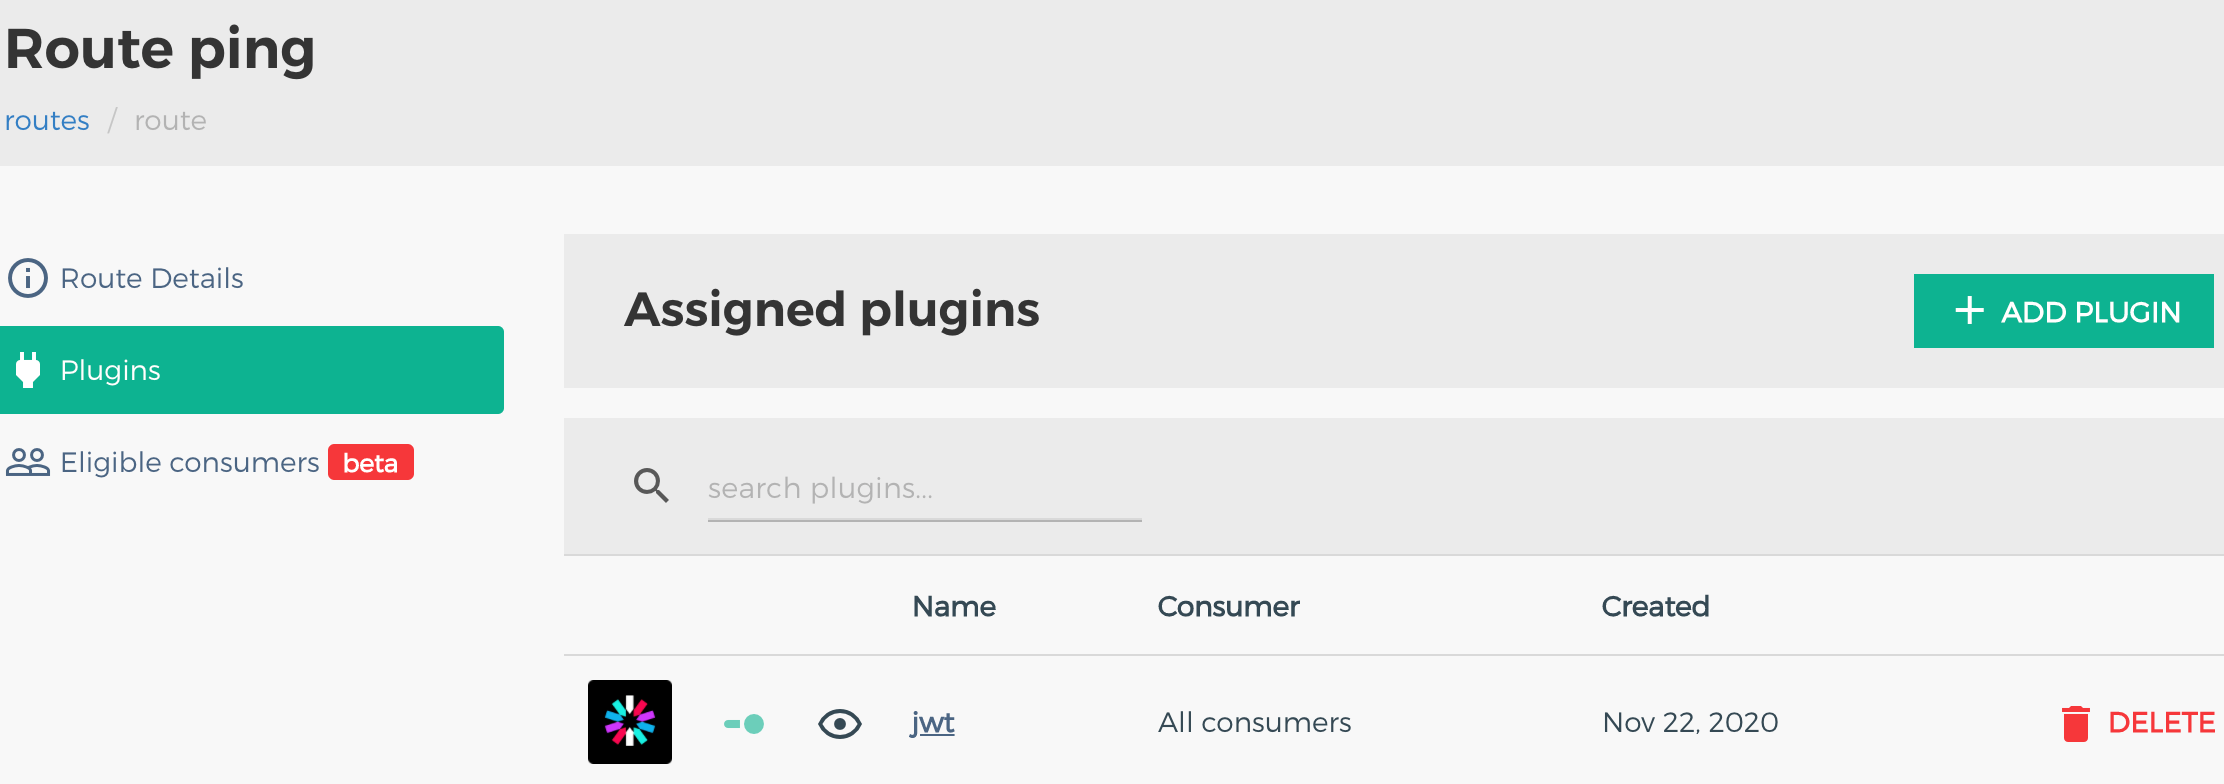 Route ping
routes / route
Route Details
Plugins
Eligible consumers beta
Assigned plugins
+ ADD PLUGIN
search plugins...
Name Consumer Created
jwt All consumers Nov 22, 2020 DELETE